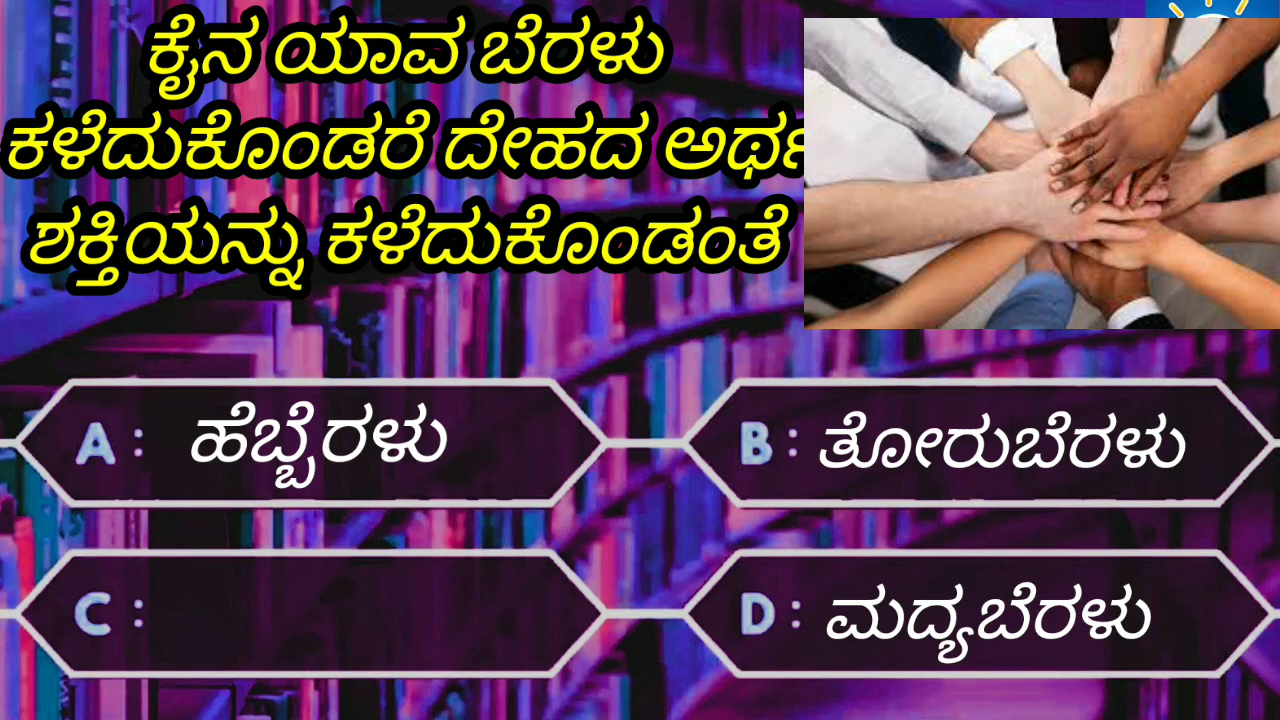 ಕೈನ ಯಾವ ಬೆರಳು
ಕಳೆದುಕೊಂಡರೆ ದೇಹದ ಅರ್ಥ
ಶಕ್ತಿಯನ್ನು ಕಳೆದುಕೊಂಡಂತೆ
A: ಹೆಬ್ಬೆರಳು
B: ತೋರುಬೆರಳು
C:
D: ಮದ್ಯಬೆರಳು